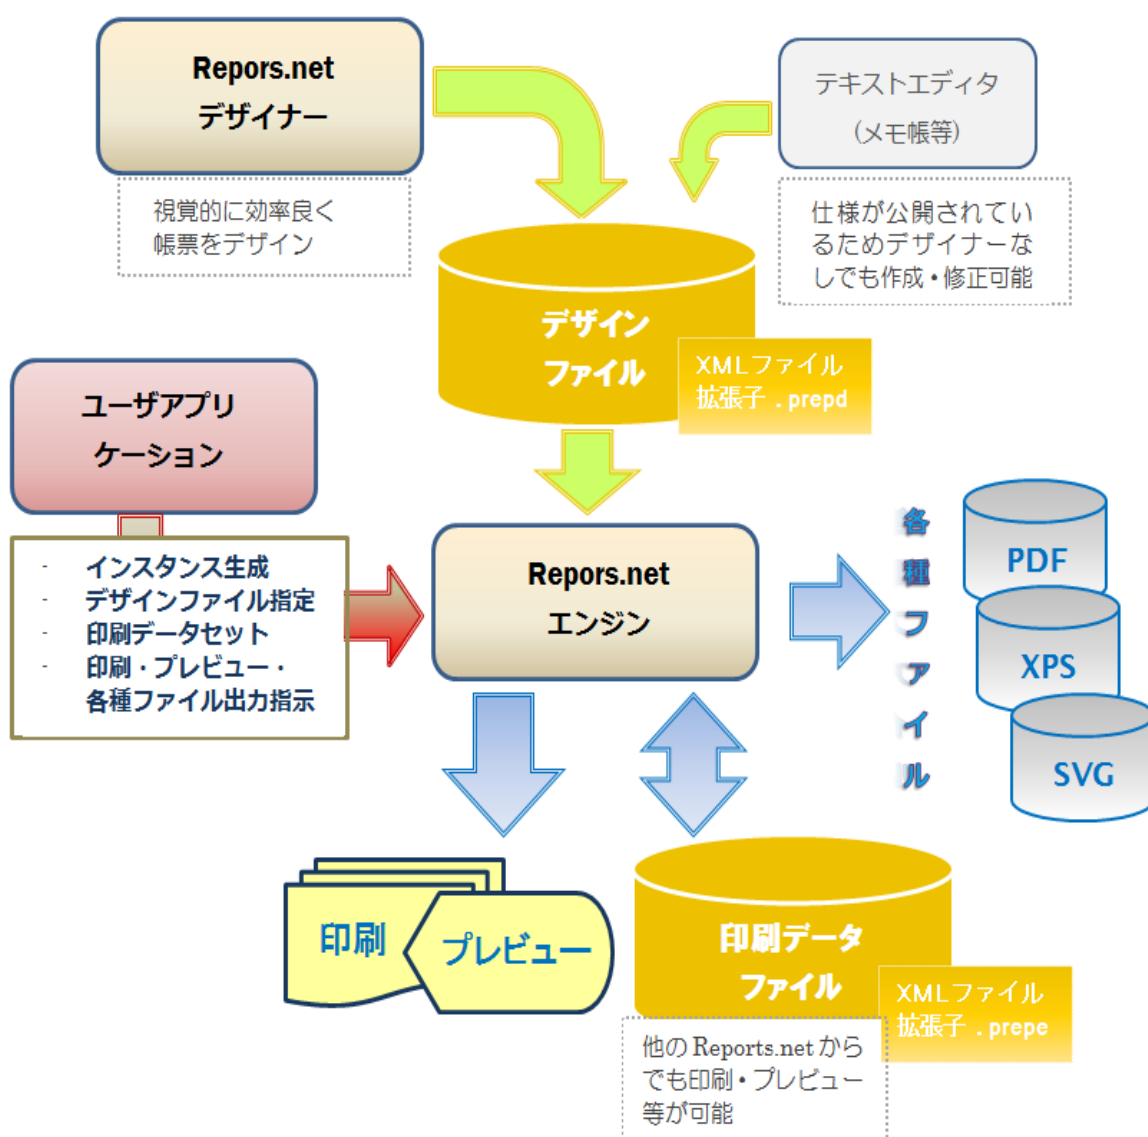 Repors.net
デザイナー
視覚的に効率良く
帳票をデザイン
テキストエディタ
(メモ帳等)
仕様が公開されてい
るためデザイナーな
しでも作成・修正可能
デザイン
ファイル
XMLファイル
拡張子 . prepd
ユーザアプリ
ケーション
- インスタンス生成
- デザインファイル指定
- 印刷データセット
- 印刷・プレビュー・
各種ファイル出力指示
Repors.net
エンジン
各種ファイル
PDF
XPS
SVG
印刷
プレビュー
印刷データ
ファイル
XMLファイル
拡張子 . prepe
他の Reports.net から
でも印刷・プレビュー
等が可能